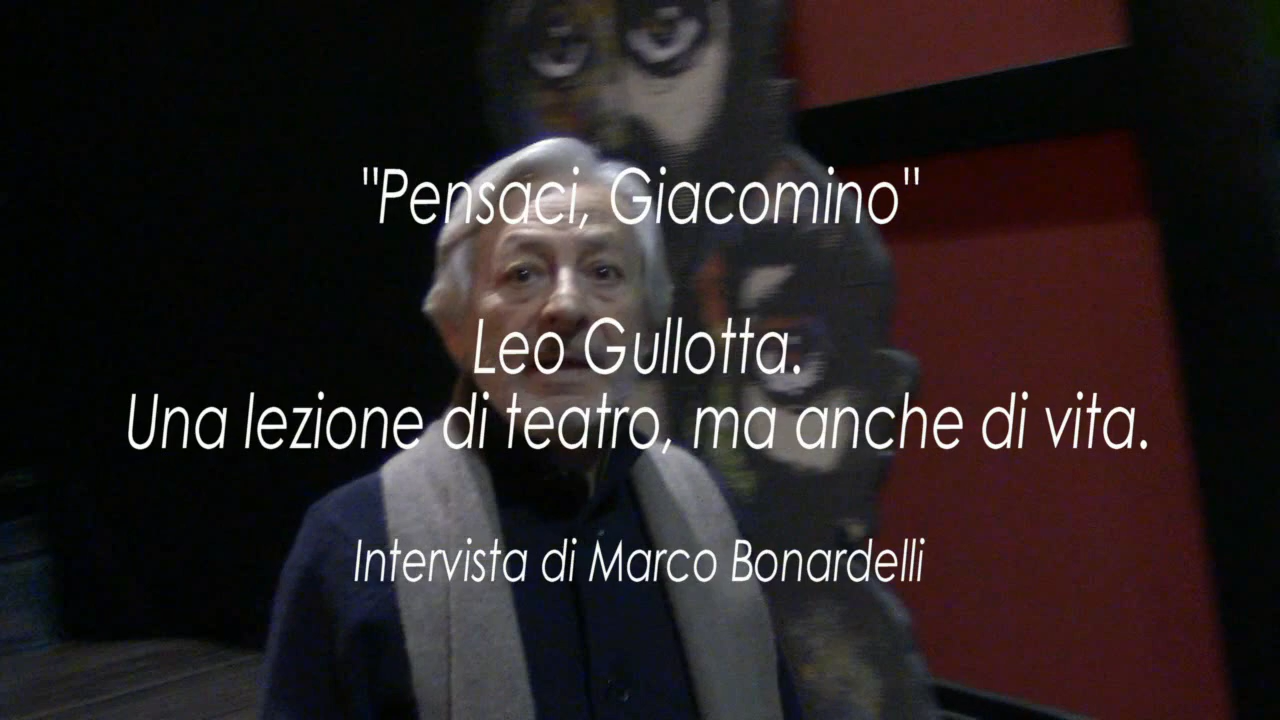 "Pensaci, Giacomino"
Leo Gullotta.
Una lezione di teatro, ma anche di vita.
Intervista di Marco Bonardelli